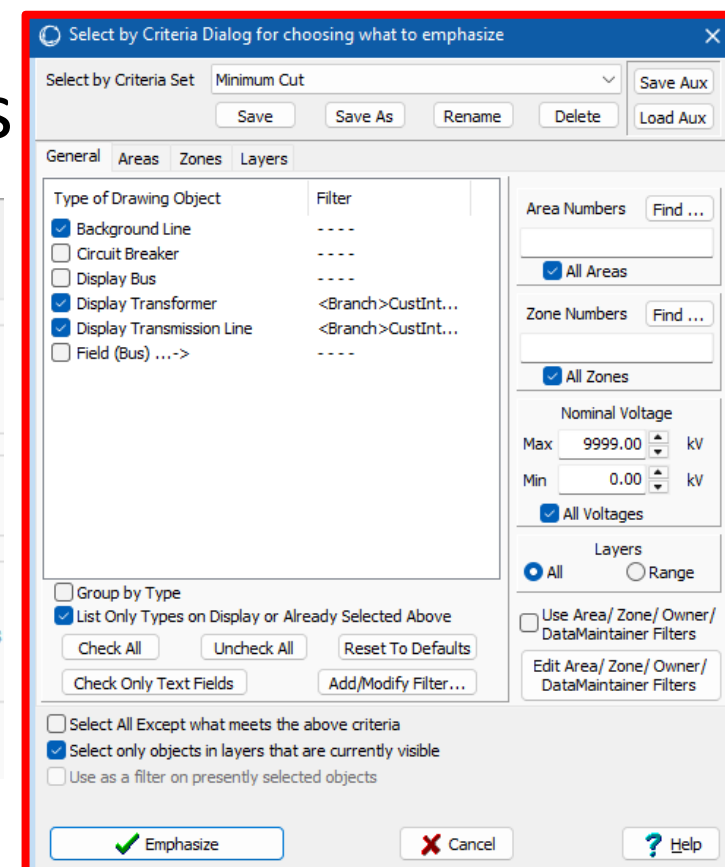 Select by Criteria Dialog for choosing what to emphasize
Select by Criteria Set Minimum Cut Save Aux
Save Save As Rename Delete Load Aux
s
General Areas Zones Layers
Type of Drawing Object Filter
Background Line - - - -
Circuit Breaker - - - -
Display Bus - - - -
Display Transformer <Branch>CustInt...
Display Transmission Line <Branch>CustInt...
Field (Bus) ...-> - - - -
Area Numbers Find ...
All Areas
Zone Numbers Find ...
All Zones
Nominal Voltage
Max 9999.00 kV
Min 0.00 kV
All Voltages
Layers
All Range
Group by Type
List Only Types on Display or Already Selected Above
Check All Uncheck All Reset To Defaults
Check Only Text Fields Add/Modify Filter...
Use Area/ Zone/ Owner/
DataMaintainer Filters
Edit Area/ Zone/ Owner/
DataMaintainer Filters
Select All Except what meets the above criteria
Select only objects in layers that are currently visible
Use as a filter on presently selected objects
Emphasize Cancel ? Help